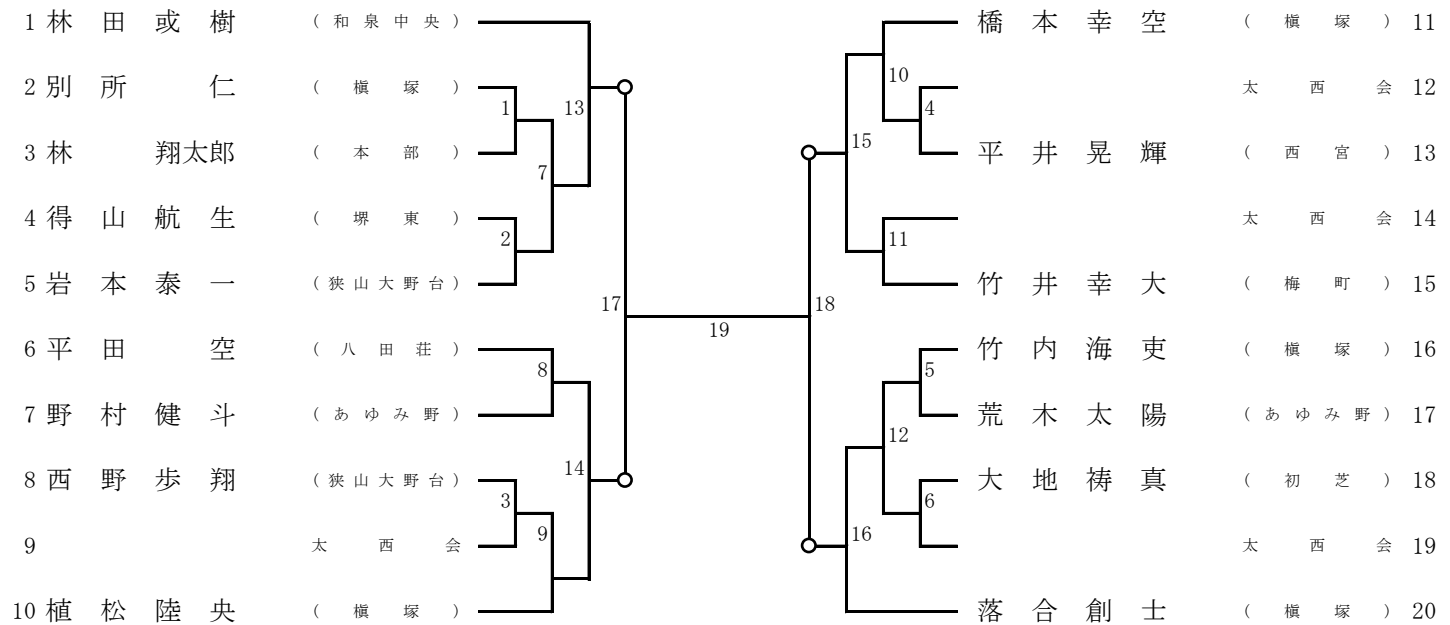 1 林田或樹 (和泉中央) 橋本幸空 (槇塚) 11
2 別所仁 (槇塚) 太西会 12
1 13 10 4
3 林翔太郎 (本部) 平井晃輝 (西宮) 13
7 15
4 得山航生 (堺東) 太西会 14
2 11
5 岩本泰一 (狭山大野台) 竹井幸大 (梅町) 15
17 18
19
6 平田空 (八田荘) 竹内海吏 (槇塚) 16
8 5
7 野村健斗 (あゆみ野) 荒木太陽 (あゆみ野) 17
12
14
8 西野歩翔 (狭山大野台) 大地祷真 (初芝) 18
3 6
9 16
9 太西会 太西会 19
10 植松陸央 (槇塚) 落合創士 (槇塚) 20